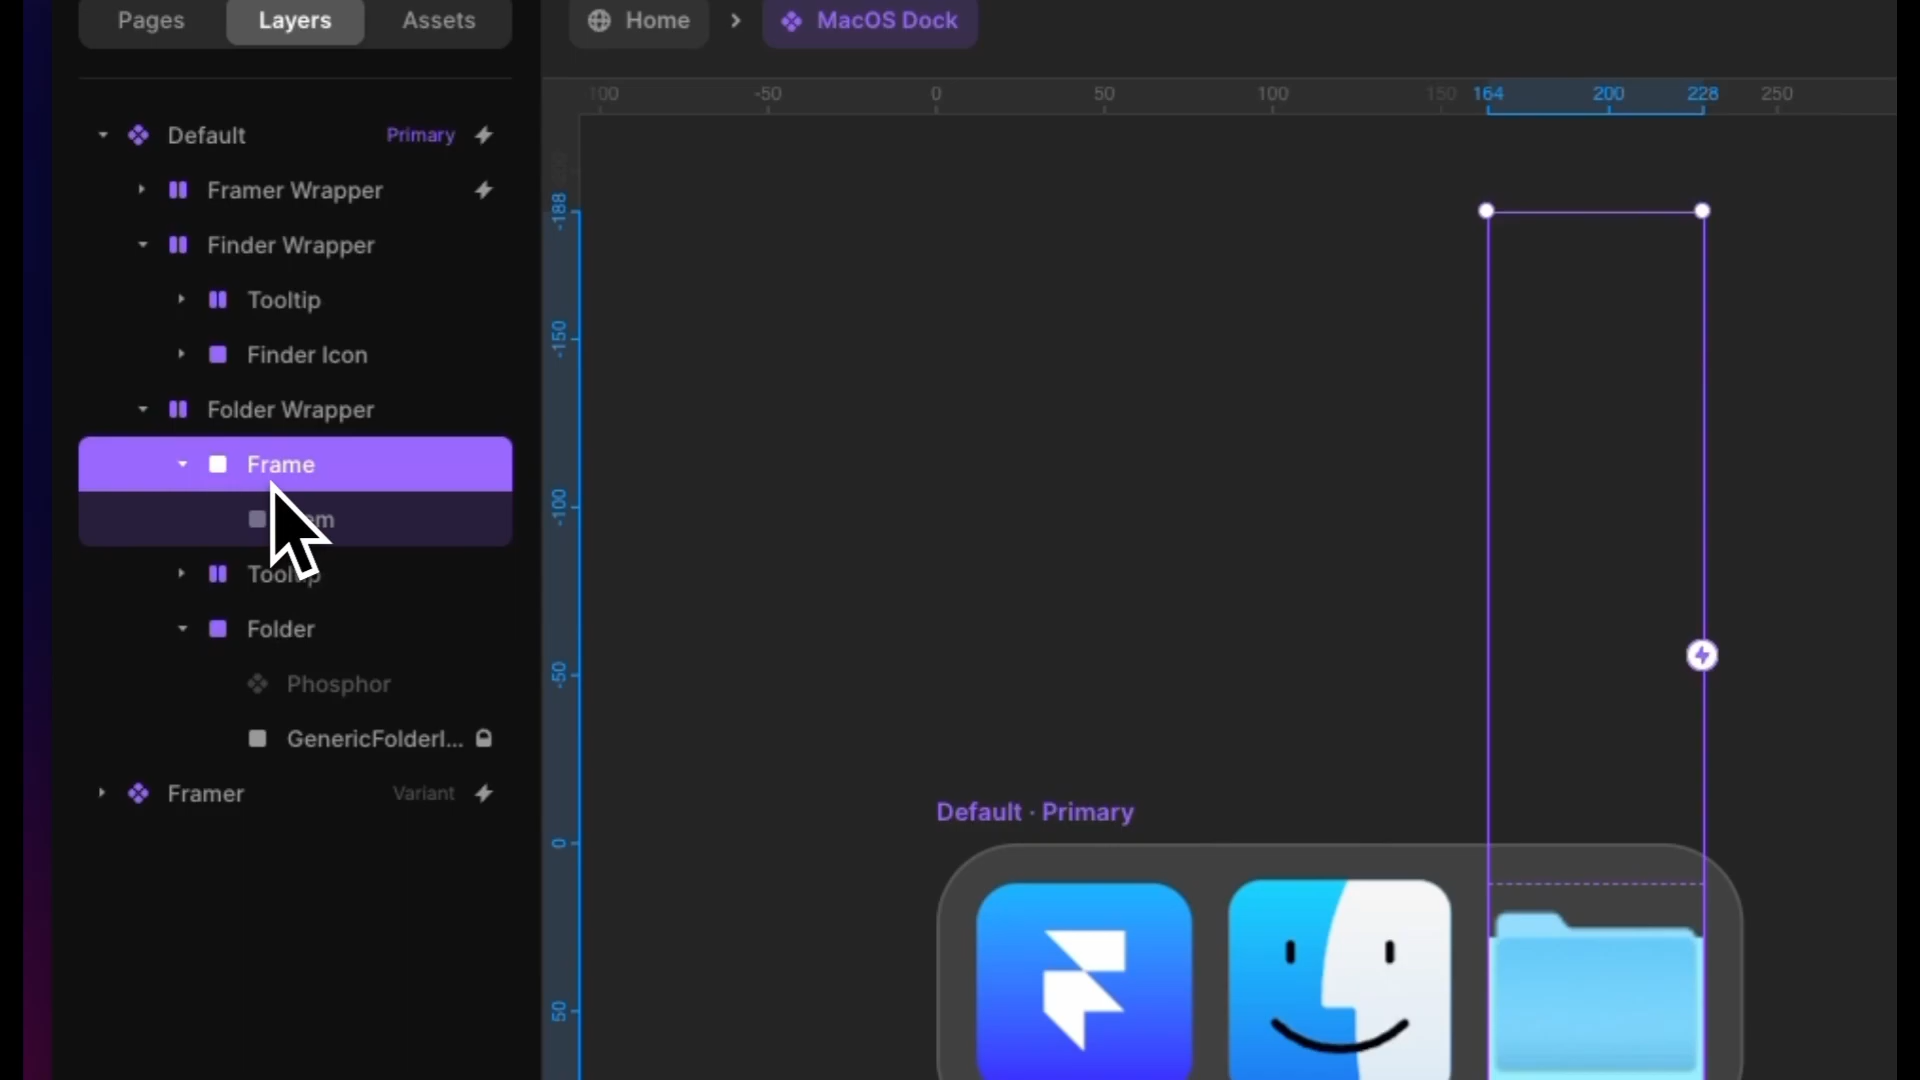 Pages Layers Assets
Home > MacOS Dock
-50 0 50 100 150 164 200 228 250
Default Primary
Framer Wrapper
Finder Wrapper
Tooltip
Finder Icon
Folder Wrapper
Frame
Folder
Phosphor
GenericFolderI...
Framer Variant
-188
-150
-100
-50
0
50
Default · Primary